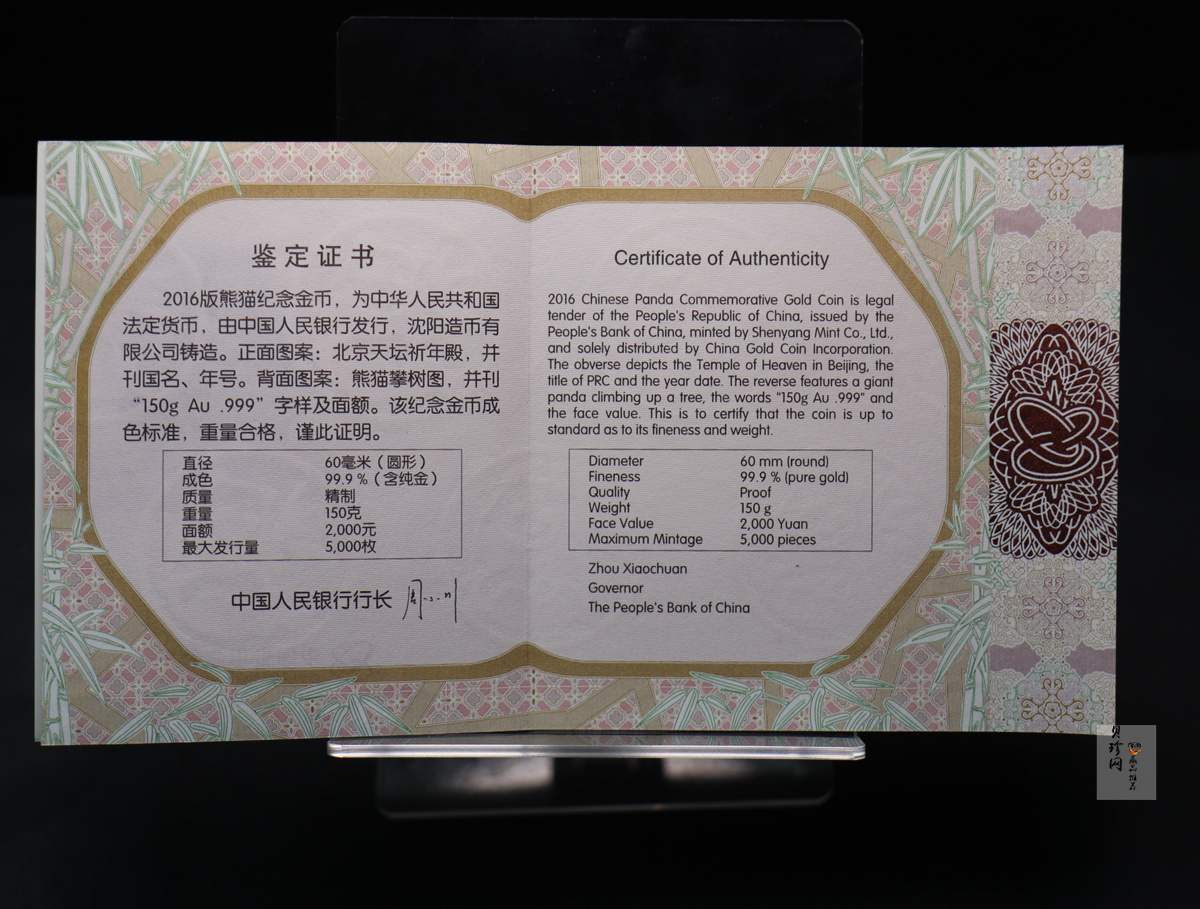 鉴定证书
2016版熊猫纪念金币，为中华人民共和国
法定货币，由中国人民银行发行，沈阳造币有
限公司铸造。正面图案：北京天坛祈年殿，并
刊国名、年号。背面图案：熊猫攀树图，并刊
“150g Au .999”字样及面额。该纪念金币成
色标准，重量合格，谨此证明。
直径 60毫米（圆形）
成色 99.9 %（含纯金）
质量 精制
重量 150克
面额 2,000元
最大发行量 5,000枚
中国人民银行行长
Certificate of Authenticity
2016 Chinese Panda Commemorative Gold Coin is legal
tender of the People's Republic of China, issued by the
People's Bank of China, minted by Shenyang Mint Co., Ltd.,
and solely distributed by China Gold Coin Incorporation.
The obverse depicts the Temple of Heaven in Beijing, the
title of PRC and the year date. The reverse features a giant
panda climbing up a tree, the words "150g Au .999" and
the face value. This is to certify that the coin is up to
standard as to its fineness and weight.
Diameter 60 mm (round)
Fineness 99.9 % (pure gold)
Quality Proof
Weight 150 g
Face Value 2,000 Yuan
Maximum Mintage 5,000 pieces
Zhou Xiaochuan
Governor
The People's Bank of China